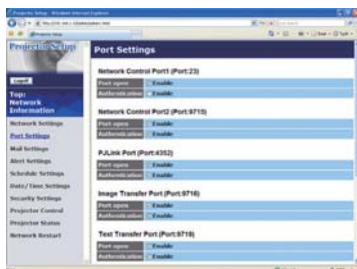 Projector Setup
Logoff
Top:
Network
Information
Network Settings
Port Settings
Mail Settings
Alert Settings
Schedule Settings
Date/Time Settings
Security Settings
Projector Control
Projector Status
Network Restart
Port Settings
Network Control Port1 (Port:23)
Port open Enable
Authentication Enable
Network Control Port2 (Port:9715)
Port open Enable
Authentication Enable
PJLink Port (Port:4352)
Port open Enable
Authentication Enable
Image Transfer Port (Port:9716)
Port open Enable
Authentication Enable
Text Transfer Port (Port:9719)
Port open Enable
Authentication Enable